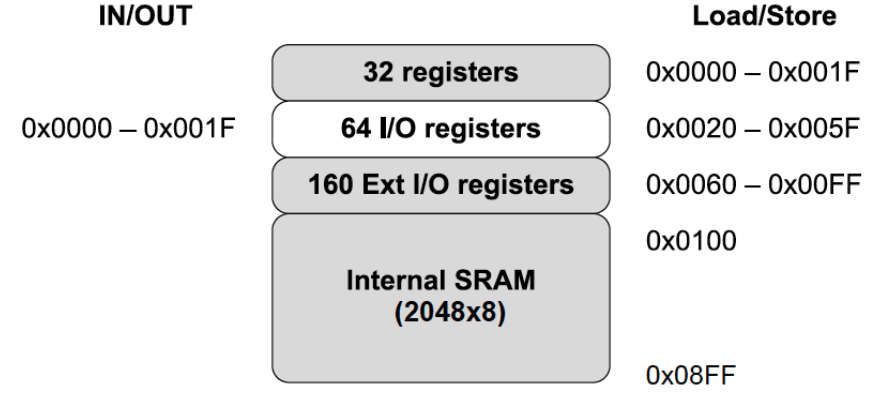 IN/OUT Load/Store
32 registers 0x0000 – 0x001F
0x0000 – 0x001F 64 I/O registers 0x0020 – 0x005F
160 Ext I/O registers 0x0060 – 0x00FF
0x0100
Internal SRAM
(2048x8)
0x08FF